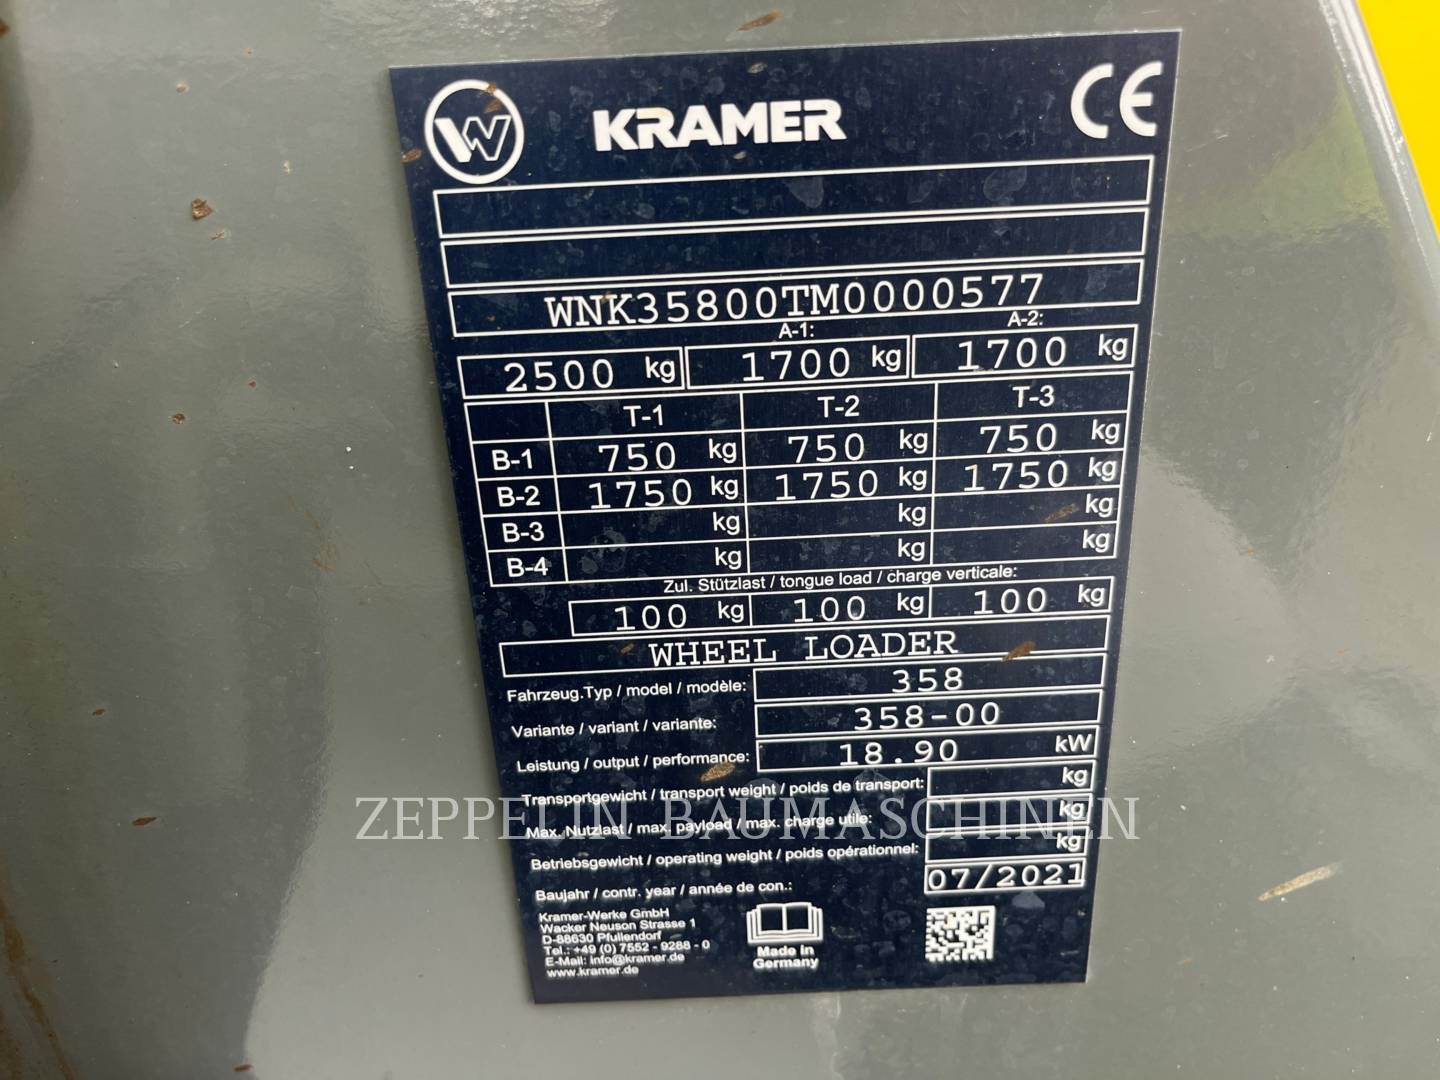 W KRAMER CE
WNK35800TM0000577
A-1: A-2:
2500 kg 1700 kg 1700 kg
T-1 T-2 T-3
B-1 750 kg 750 kg 750 kg
B-2 1750 kg 1750 kg 1750 kg
B-3 kg kg kg
B-4 kg kg kg
Zul. Stützlast / tongue load / charge verticale:
100 kg 100 kg 100 kg
WHEEL LOADER
Fahrzeug.Typ / model / modèle: 358
Variante / variant / variante: 358-00
Leistung / output / performance: 18.90 kW
Transportgewicht / transport weight / poids de transport: kg
ZEPPELIN BAUMASCHINEN
Max. Nutzlast / max. payload / max. charge utile: kg
Betriebsgewicht / operating weight / poids opérationnel: kg
Baujahr / contr. year / année de con.: 07/2021
Kramer-Werke GmbH
Wacker Neuson Strasse 1
D-88630 Pfullendorf
Tel.: +49 (0) 7552 - 9288 - 0
E-Mail: info@kramer.de
www.kramer.de
Made in
Germany